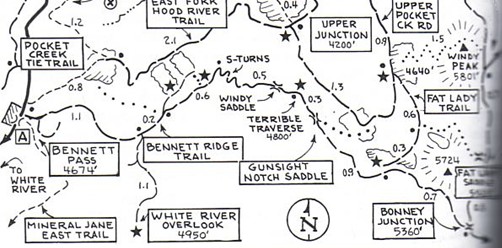 EAST FORK
HOOD RIVER
TRAIL
0.4
UPPER
JUNCTION
4200'
UPPER
POCKET
CK RD
1.2
POCKET
CREEK
TIE TRAIL
2.1
0.9
1.5
WINDY
PEAK
5801'
4640'
S-TURNS
0.5
0.8
0.6
WINDY
SADDLE
1.3
0.3
FAT LADY
TRAIL
1.1
0.2
TERRIBLE
TRAVERSE
4800'
0.6
A
BENNETT
PASS
4674'
BENNETT RIDGE
TRAIL
GUNSIGHT
NOTCH SADDLE
0.3
5724
FAT
0.9
TO
WHITE
RIVER
1.1
0.7
MINERAL JANE
EAST TRAIL
WHITE RIVER
OVERLOOK
4950'
N
BONNEY
JUNCTION
5360'